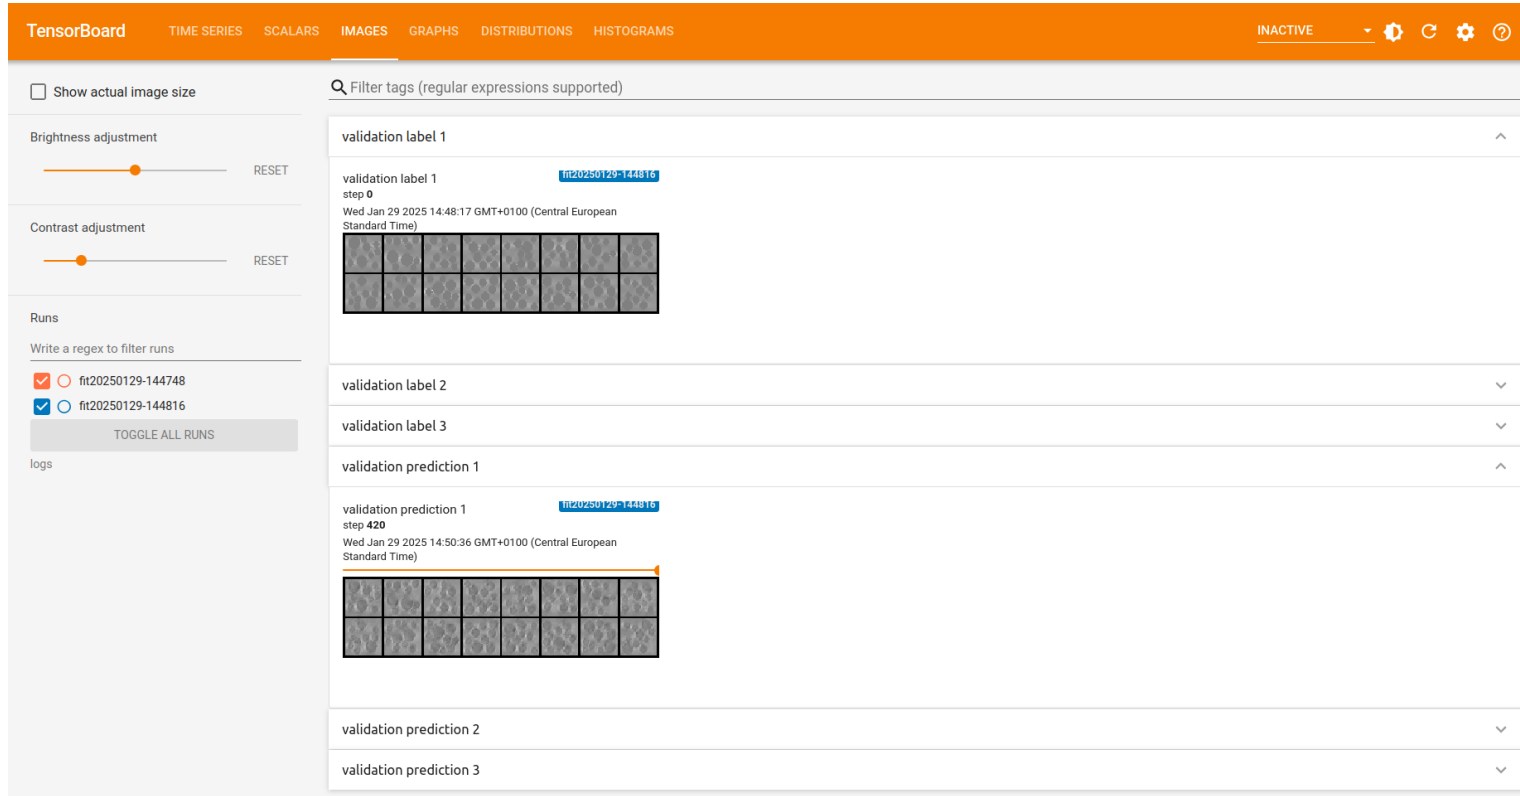 TensorBoard TIME SERIES SCALARS IMAGES GRAPHS DISTRIBUTIONS HISTOGRAMS INACTIVE
Show actual image size
Filter tags (regular expressions supported)
Brightness adjustment
RESET
Contrast adjustment
RESET
Runs
Write a regex to filter runs
fit20250129-144748
fit20250129-144816
TOGGLE ALL RUNS
logs
validation label 1
validation label 1 fit20250129-144816
step 0
Wed Jan 29 2025 14:48:17 GMT+0100 (Central European
Standard Time)
validation label 2
validation label 3
validation prediction 1
validation prediction 1 fit20250129-144816
step 420
Wed Jan 29 2025 14:50:36 GMT+0100 (Central European
Standard Time)
validation prediction 2
validation prediction 3